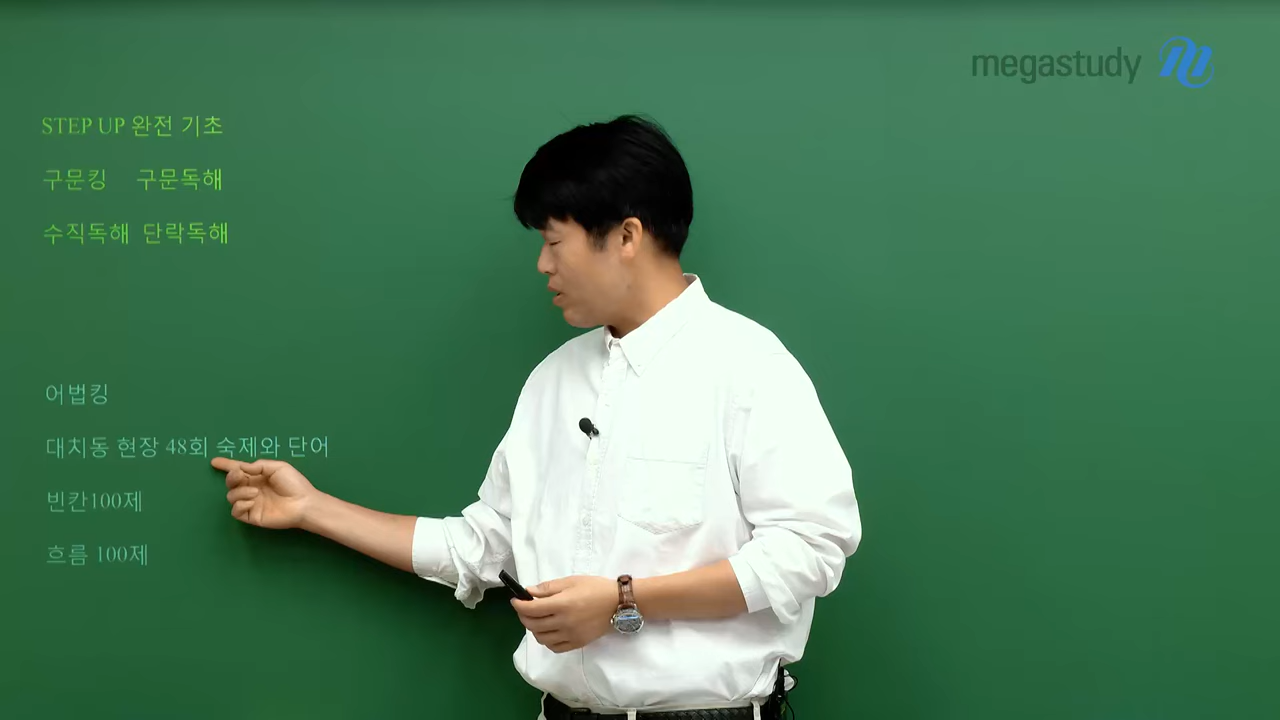 megastudy
STEP UP 완전 기초
구문킹 구문독해
수직독해 단락독해
어법킹
대치동 현장 48회 숙제와 단어
빈칸100제
흐름 100제